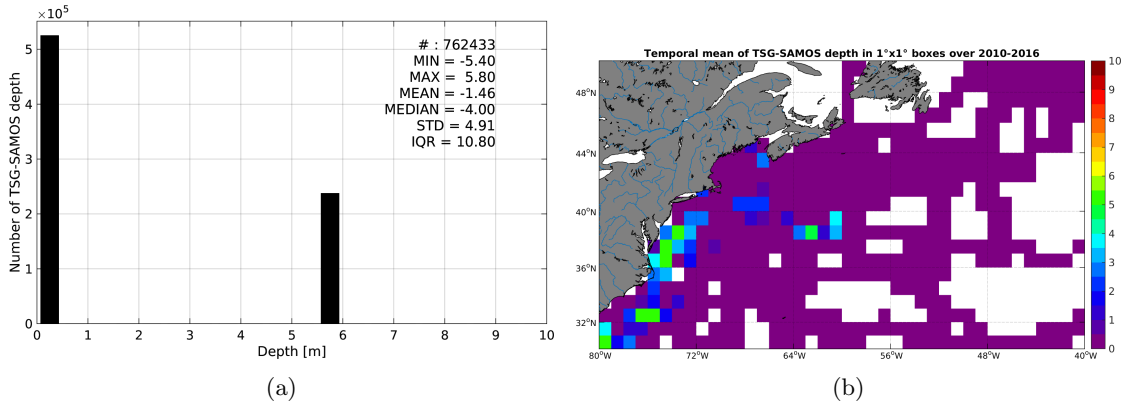 ×10⁵
# : 762433
MIN = -5.40
MAX = 5.80
MEAN = -1.46
MEDIAN = -4.00
STD = 4.91
IQR = 10.80
5
4
3
2
1
0
Number of TSG-SAMOS depth
0 1 2 3 4 5 6 7 8 9 10
Depth [m]
(a)
Temporal mean of TSG-SAMOS depth in 1°x1° boxes over 2010-2016
48°N
44°N
40°N
36°N
32°N
80°W 72°W 64°W 56°W 48°W 40°W
10
9
8
7
6
5
4
3
2
1
0
(b)